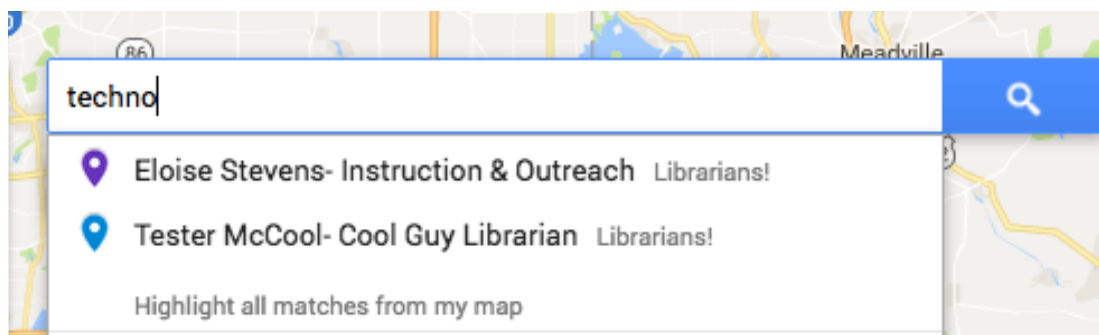 86
Meadville
techno
Eloise Stevens- Instruction & Outreach Librarians!
Tester McCool- Cool Guy Librarian Librarians!
Highlight all matches from my map